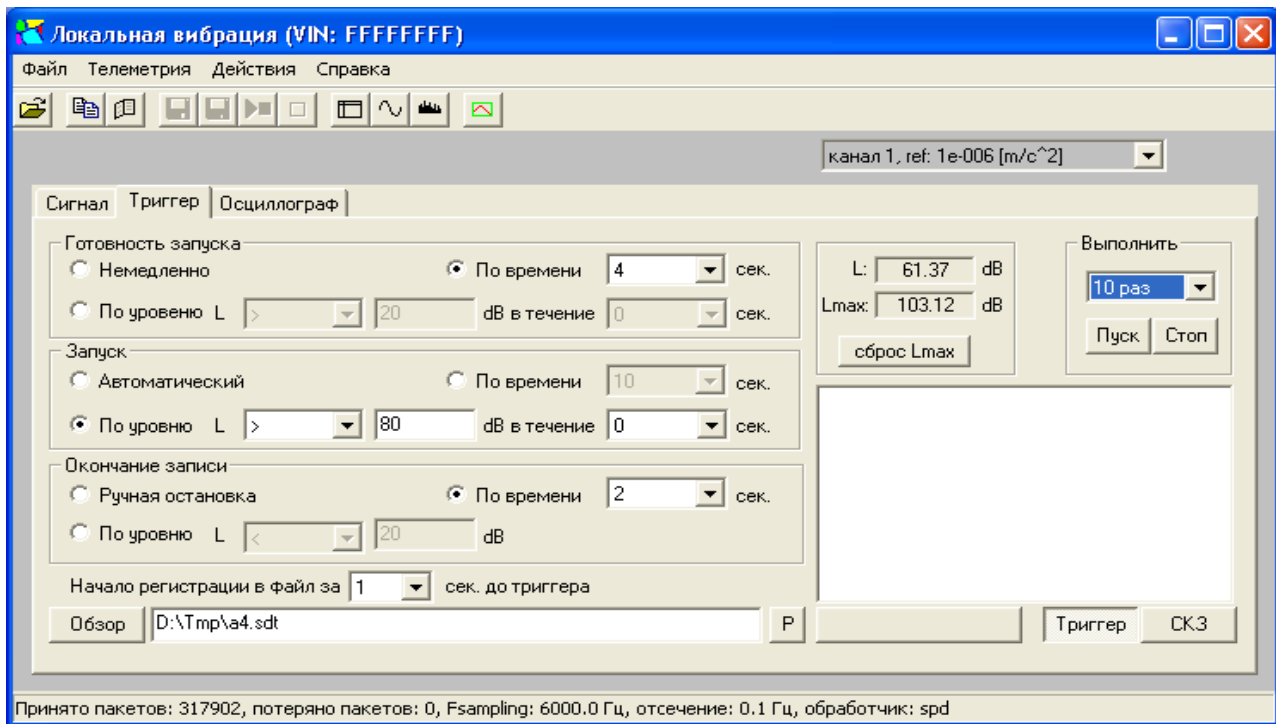 Локальная вибрация (VIN: FFFFFFFF)
Файл Телеметрия Действия Справка
канал 1, ref: 1e-006 [m/c^2]
Сигнал Триггер Осциллограф
Готовность запуска
Немедленно По времени 4 сек.
По уровеню L > 20 dB в течение 0 сек.
Запуск
Автоматический По времени 10 сек.
По уровню L > 80 dB в течение 0 сек.
Окончание записи
Ручная остановка По времени 2 сек.
По уровню L < 20 dB
Начало регистрации в файл за 1 сек. до триггера
Обзор D:\Tmp\a4.sdt P
L: 61.37 dB
Lmax: 103.12 dB
сброс Lmax
Выполнить
10 раз
Пуск Стоп
Триггер СКЗ
Принято пакетов: 317902, потеряно пакетов: 0, Fsampling: 6000.0 Гц, отсечение: 0.1 Гц, обработчик: spd